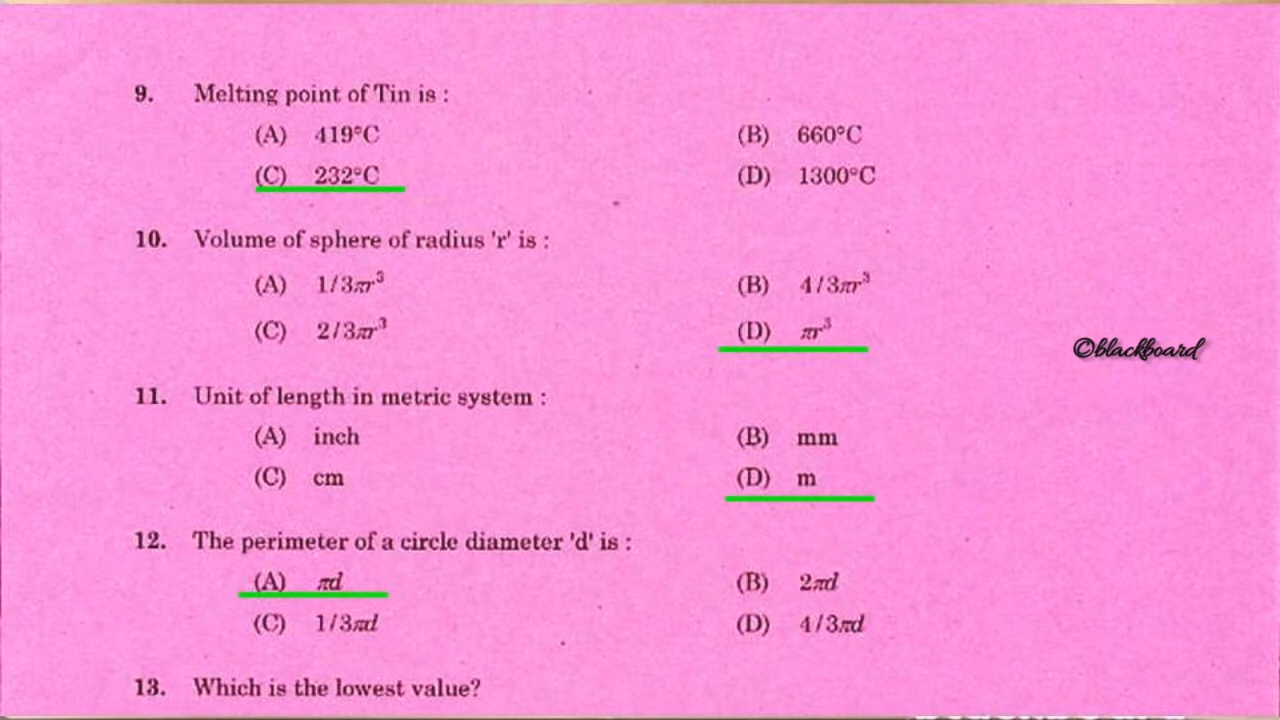 9. Melting point of Tin is :
(A) 419°C (B) 660°C
(C) 232°C (D) 1300°C
10. Volume of sphere of radius 'r' is :
(A) 1/3πr³ (B) 4/3πr³
(C) 2/3πr³ (D) πr³
©blackboard
11. Unit of length in metric system :
(A) inch (B) mm
(C) cm (D) m
12. The perimeter of a circle diameter 'd' is :
(A) πd (B) 2πd
(C) 1/3πd (D) 4/3πd
13. Which is the lowest value?